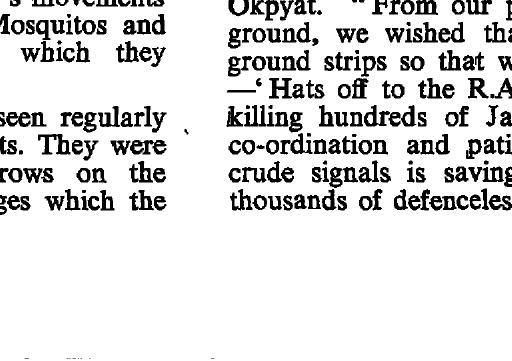 's movements
Mosquitos and
which they
seen regularly
ts. They were
rows on the
ges which the
Okpyat. " From our p
ground, we wished tha
ground strips so that w
—‘ Hats off to the R.A
killing hundreds of Ja
co-ordination and pati
crude signals is saving
thousands of defenceles